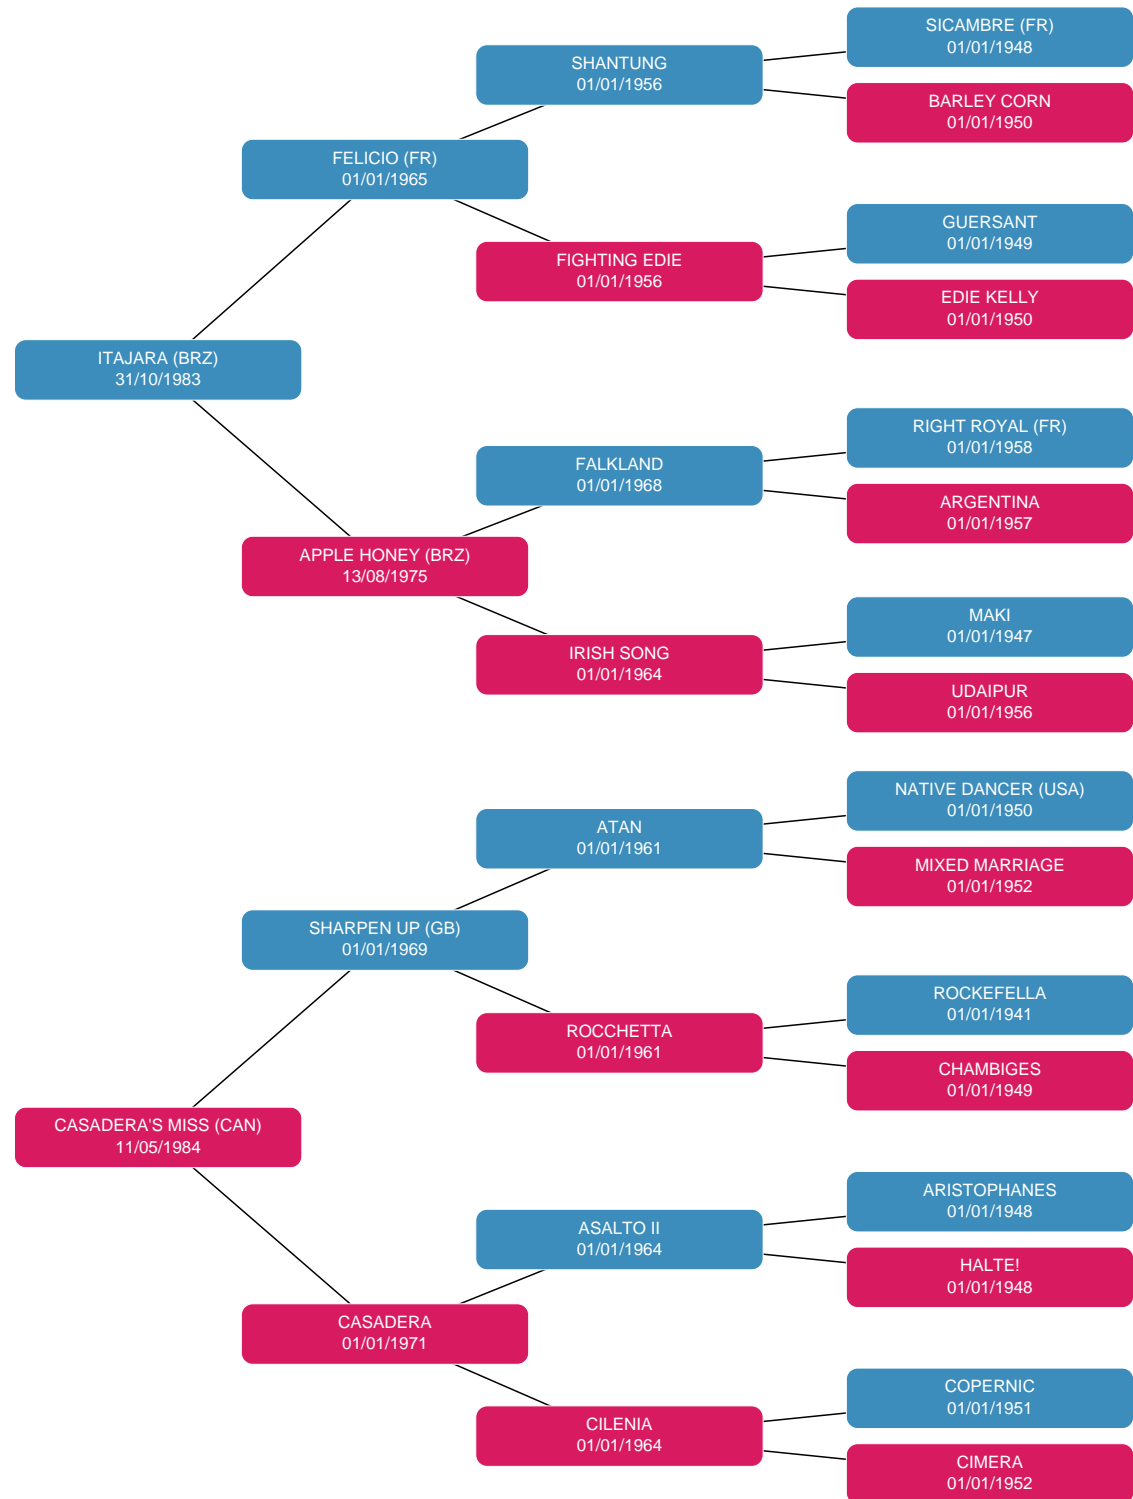 SICAMBRE (FR)
01/01/1948
SHANTUNG
01/01/1956
BARLEY CORN
01/01/1950
FELICIO (FR)
01/01/1965
GUERSANT
01/01/1949
FIGHTING EDIE
01/01/1956
EDIE KELLY
01/01/1950
ITAJARA (BRZ)
31/10/1983
RIGHT ROYAL (FR)
01/01/1958
FALKLAND
01/01/1968
ARGENTINA
01/01/1957
APPLE HONEY (BRZ)
13/08/1975
MAKI
01/01/1947
IRISH SONG
01/01/1964
UDAIPUR
01/01/1956
NATIVE DANCER (USA)
01/01/1950
ATAN
01/01/1961
MIXED MARRIAGE
01/01/1952
SHARPEN UP (GB)
01/01/1969
ROCKEFELLA
01/01/1941
ROCCHETTA
01/01/1961
CHAMBIGES
01/01/1949
CASADERA'S MISS (CAN)
11/05/1984
ARISTOPHANES
01/01/1948
ASALTO II
01/01/1964
HALTE!
01/01/1948
CASADERA
01/01/1971
COPERNIC
01/01/1951
CILENIA
01/01/1964
CIMERA
01/01/1952